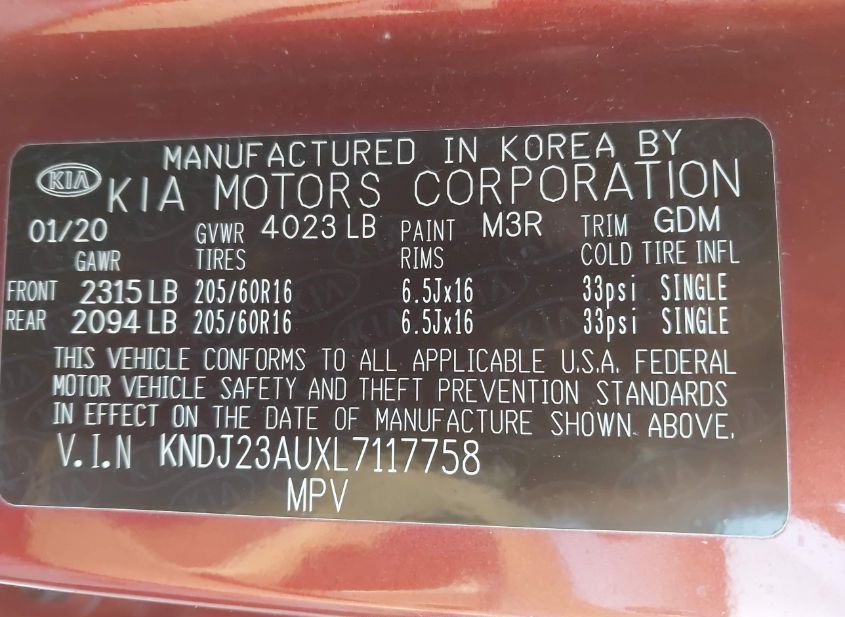 MANUFACTURED IN KOREA BY
KIA KIA MOTORS CORPORATION
01/20 GVWR 4023 LB PAINT M3R TRIM GDM
GAWR TIRES RIMS COLD TIRE INFL
FRONT 2315 LB 205/60R16 6.5Jx16 33psi SINGLE
REAR 2094 LB 205/60R16 6.5Jx16 33psi SINGLE
THIS VEHICLE CONFORMS TO ALL APPLICABLE U.S.A. FEDERAL
MOTOR VEHICLE SAFETY AND THEFT PREVENTION STANDARDS
IN EFFECT ON THE DATE OF MANUFACTURE SHOWN ABOVE.
V.I.N KNDJ23AUXL7117758
MPV